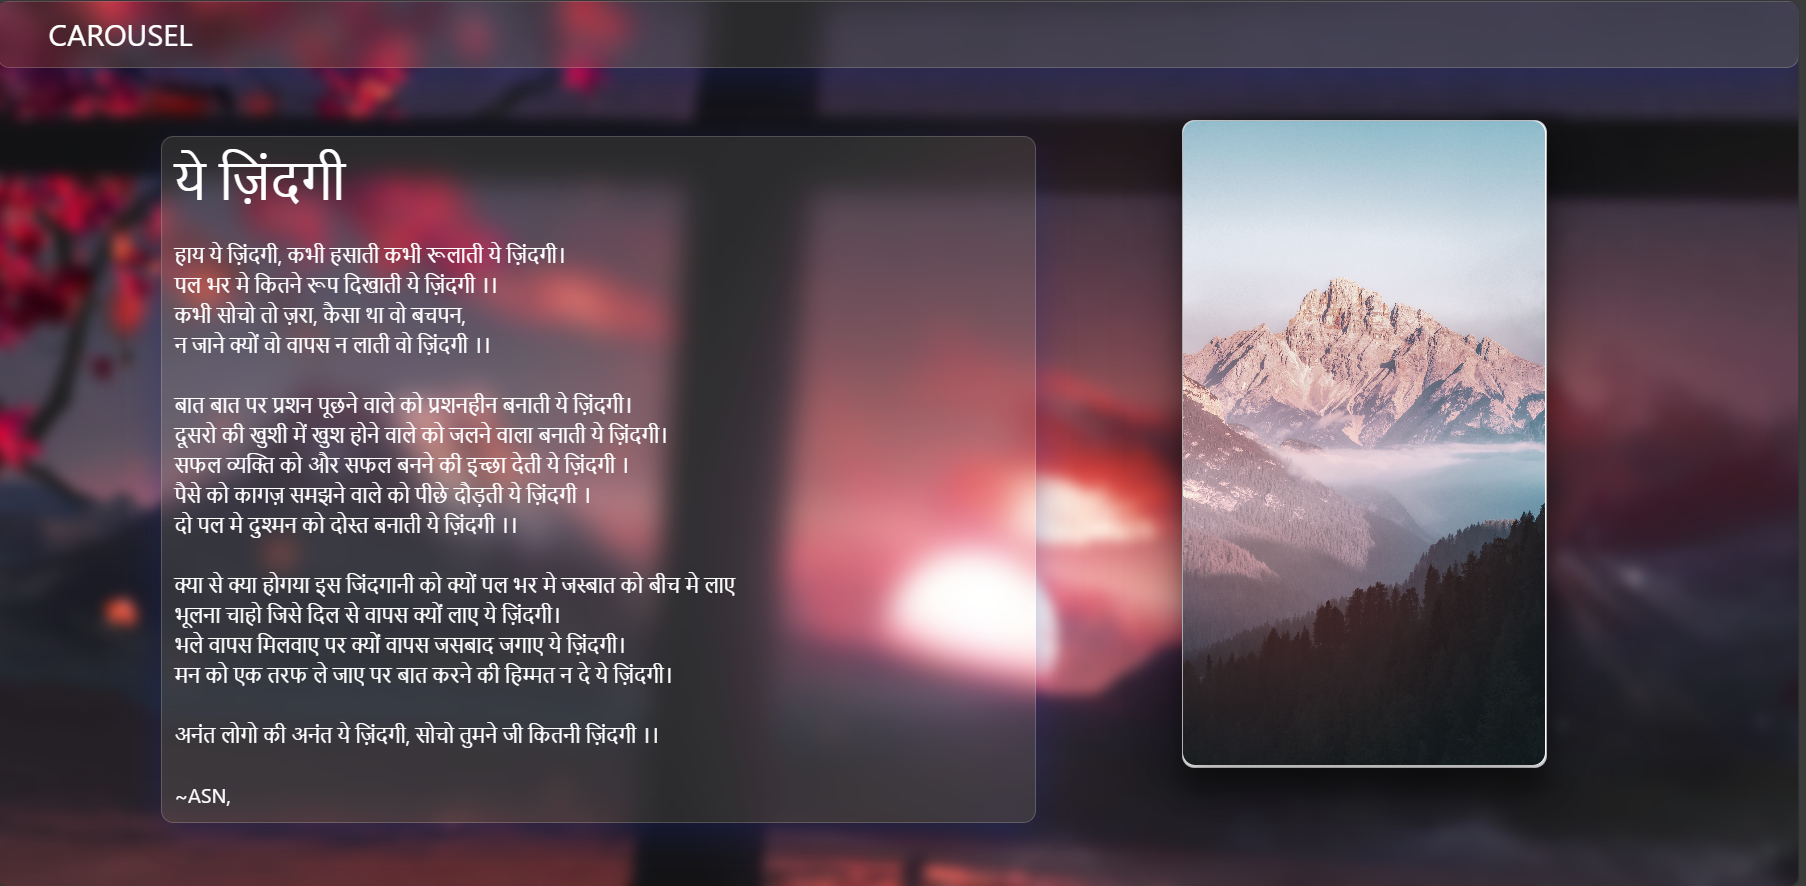 CAROUSEL
ये ज़िंदगी
हाय ये ज़िंदगी, कभी हसाती कभी रूलाती ये ज़िंदगी।
पल भर मे कितने रूप दिखाती ये ज़िंदगी ।।
कभी सोचो तो ज़रा, कैसा था वो बचपन,
न जाने क्यों वो वापस न लाती वो ज़िंदगी ।।
बात बात पर प्रशन पूछने वाले को प्रशनहीन बनाती ये ज़िंदगी।
दूसरो की खुशी में खुश होने वाले को जलने वाला बनाती ये ज़िंदगी।
सफल व्यक्ति को और सफल बनने की इच्छा देती ये ज़िंदगी ।
पैसे को कागज़ समझने वाले को पीछे दौड़ती ये ज़िंदगी ।
दो पल मे दुश्मन को दोस्त बनाती ये ज़िंदगी ।।
क्या से क्या होगया इस जिंदगानी को क्यों पल भर मे जस्बात को बीच मे लाए
भूलना चाहो जिसे दिल से वापस क्यों लाए ये ज़िंदगी।
भले वापस मिलवाए पर क्यों वापस जसबाद जगाए ये ज़िंदगी।
मन को एक तरफ ले जाए पर बात करने की हिम्मत न दे ये ज़िंदगी।
अनंत लोगो की अनंत ये ज़िंदगी, सोचो तुमने जी कितनी ज़िंदगी ।।
~ASN,